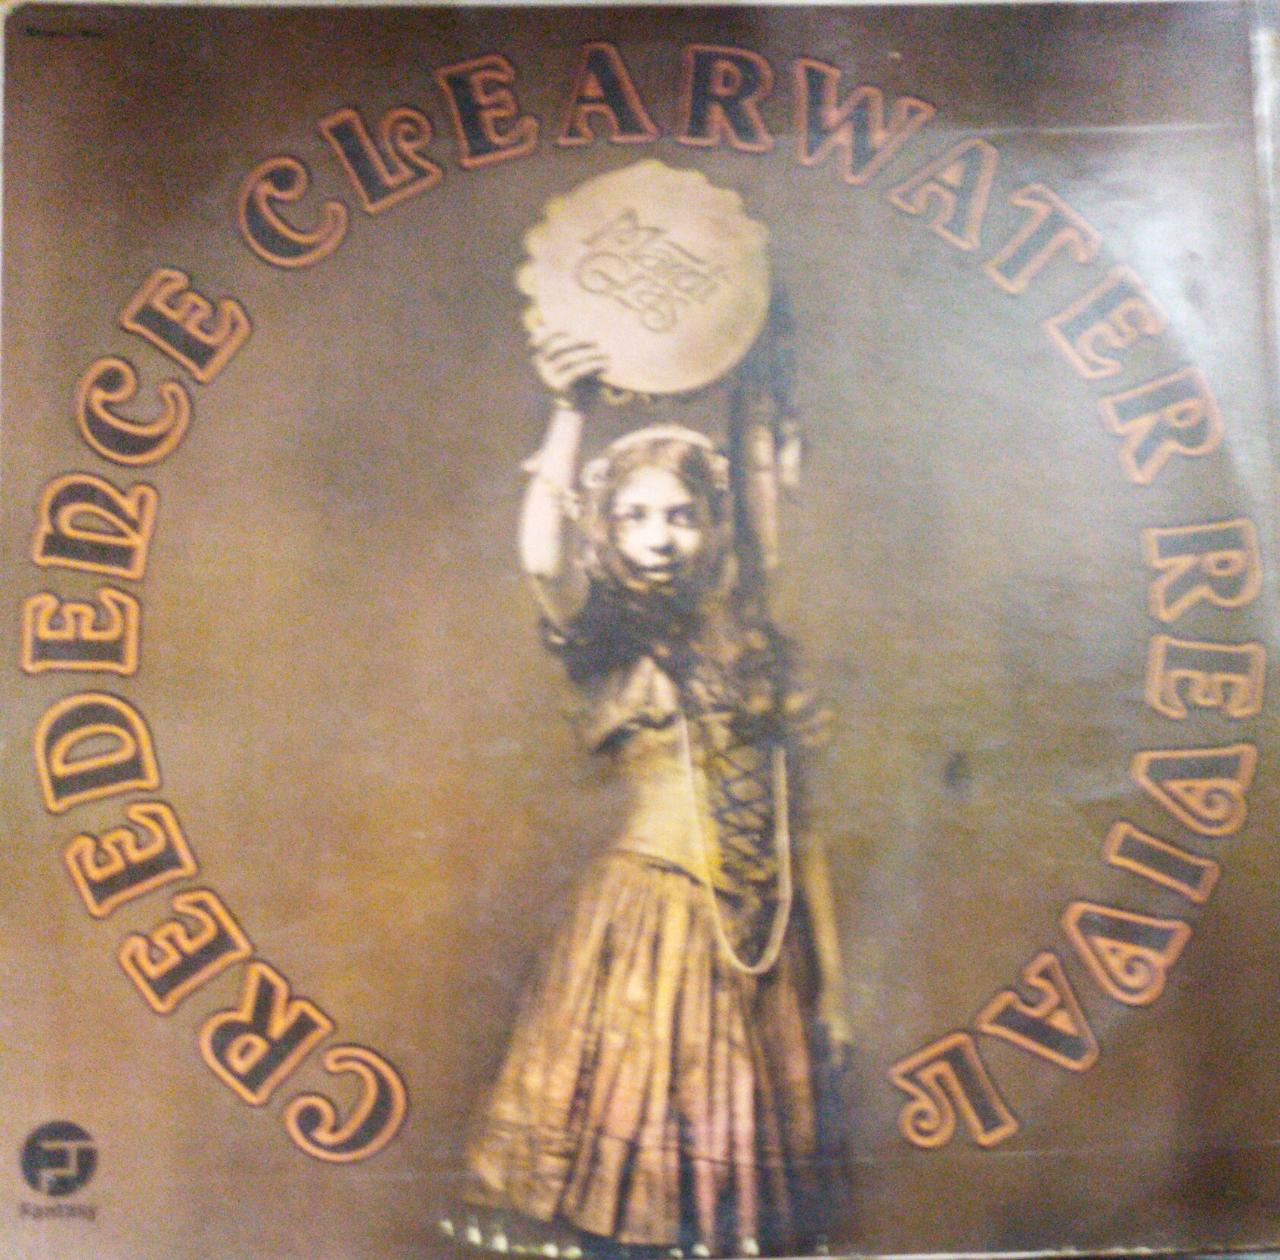 CREEDENCE CLEARWATER REVIVAL
Mardi
Gras
Fantasy